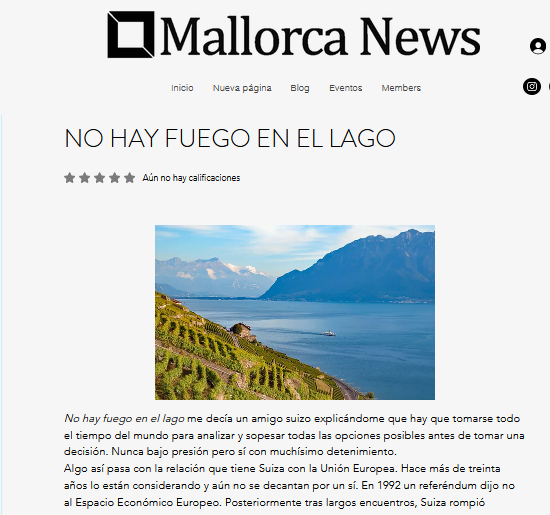 Mallorca News
Inicio Nueva página Blog Eventos Members
NO HAY FUEGO EN EL LAGO
Aún no hay calificaciones
No hay fuego en el lago me decía un amigo suizo explicándome que hay que tomarse todo
el tiempo del mundo para analizar y sopesar todas las opciones posibles antes de tomar una
decisión. Nunca bajo presión pero sí con muchísimo detenimiento.
Algo así pasa con la relación que tiene Suiza con la Unión Europea. Hace más de treinta
años lo están considerando y aún no se decantan por un sí. En 1992 un referéndum dijo no
al Espacio Económico Europeo. Posteriormente tras largos encuentros, Suiza rompió